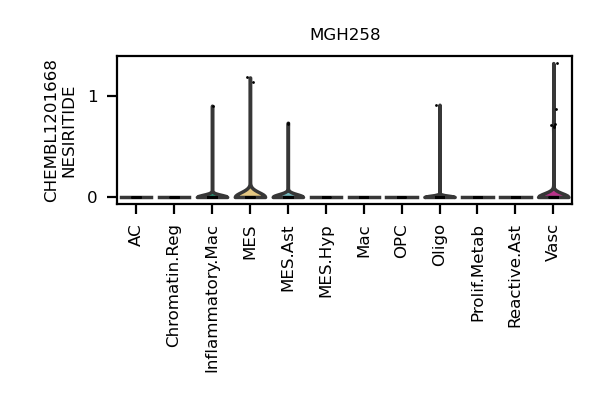 MGH258
CHEMBL1201668
NESIRITIDE
1
0
AC
Chromatin.Reg
Inflammatory.Mac
MES
MES.Ast
MES.Hyp
Mac
OPC
Oligo
Prolif.Metab
Reactive.Ast
Vasc